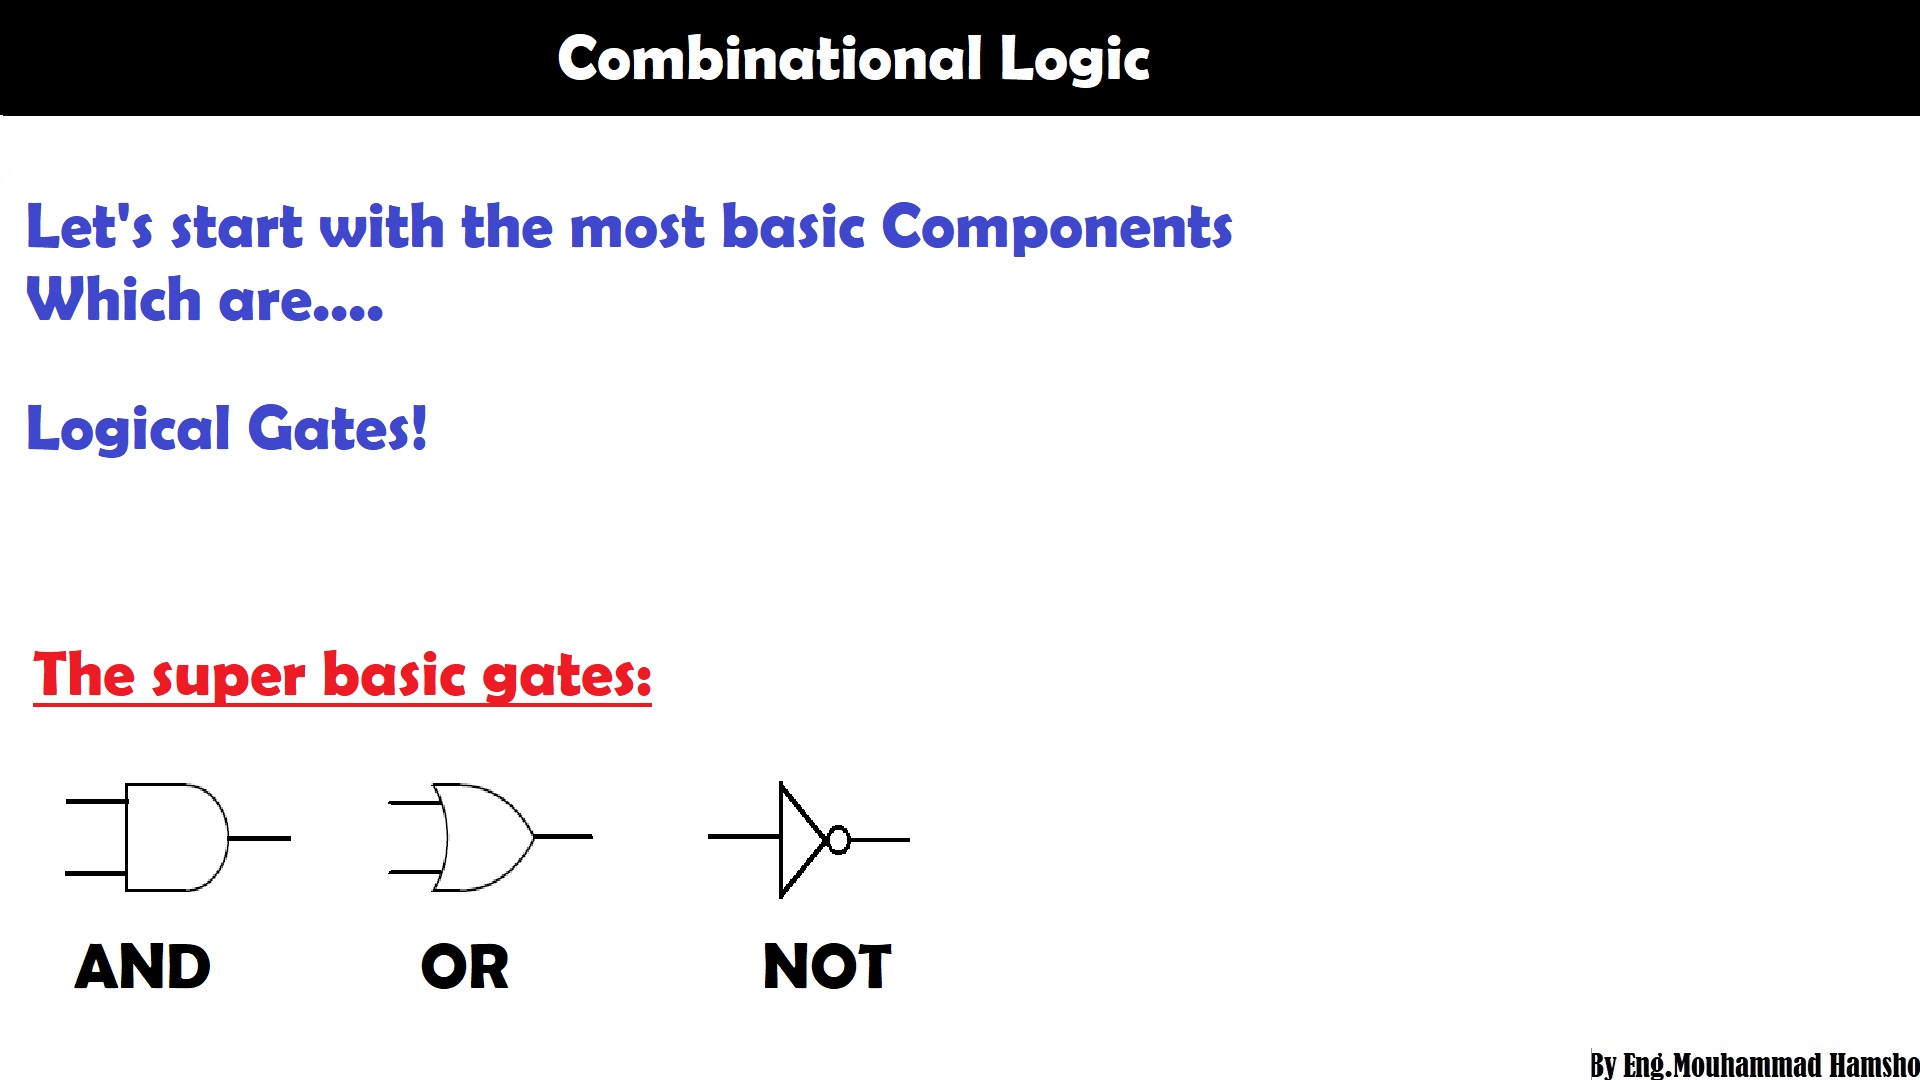 Combinational Logic
Let's start with the most basic Components
Which are....
Logical Gates!
The super basic gates:
AND OR NOT
By Eng.Mouhammad Hamsho